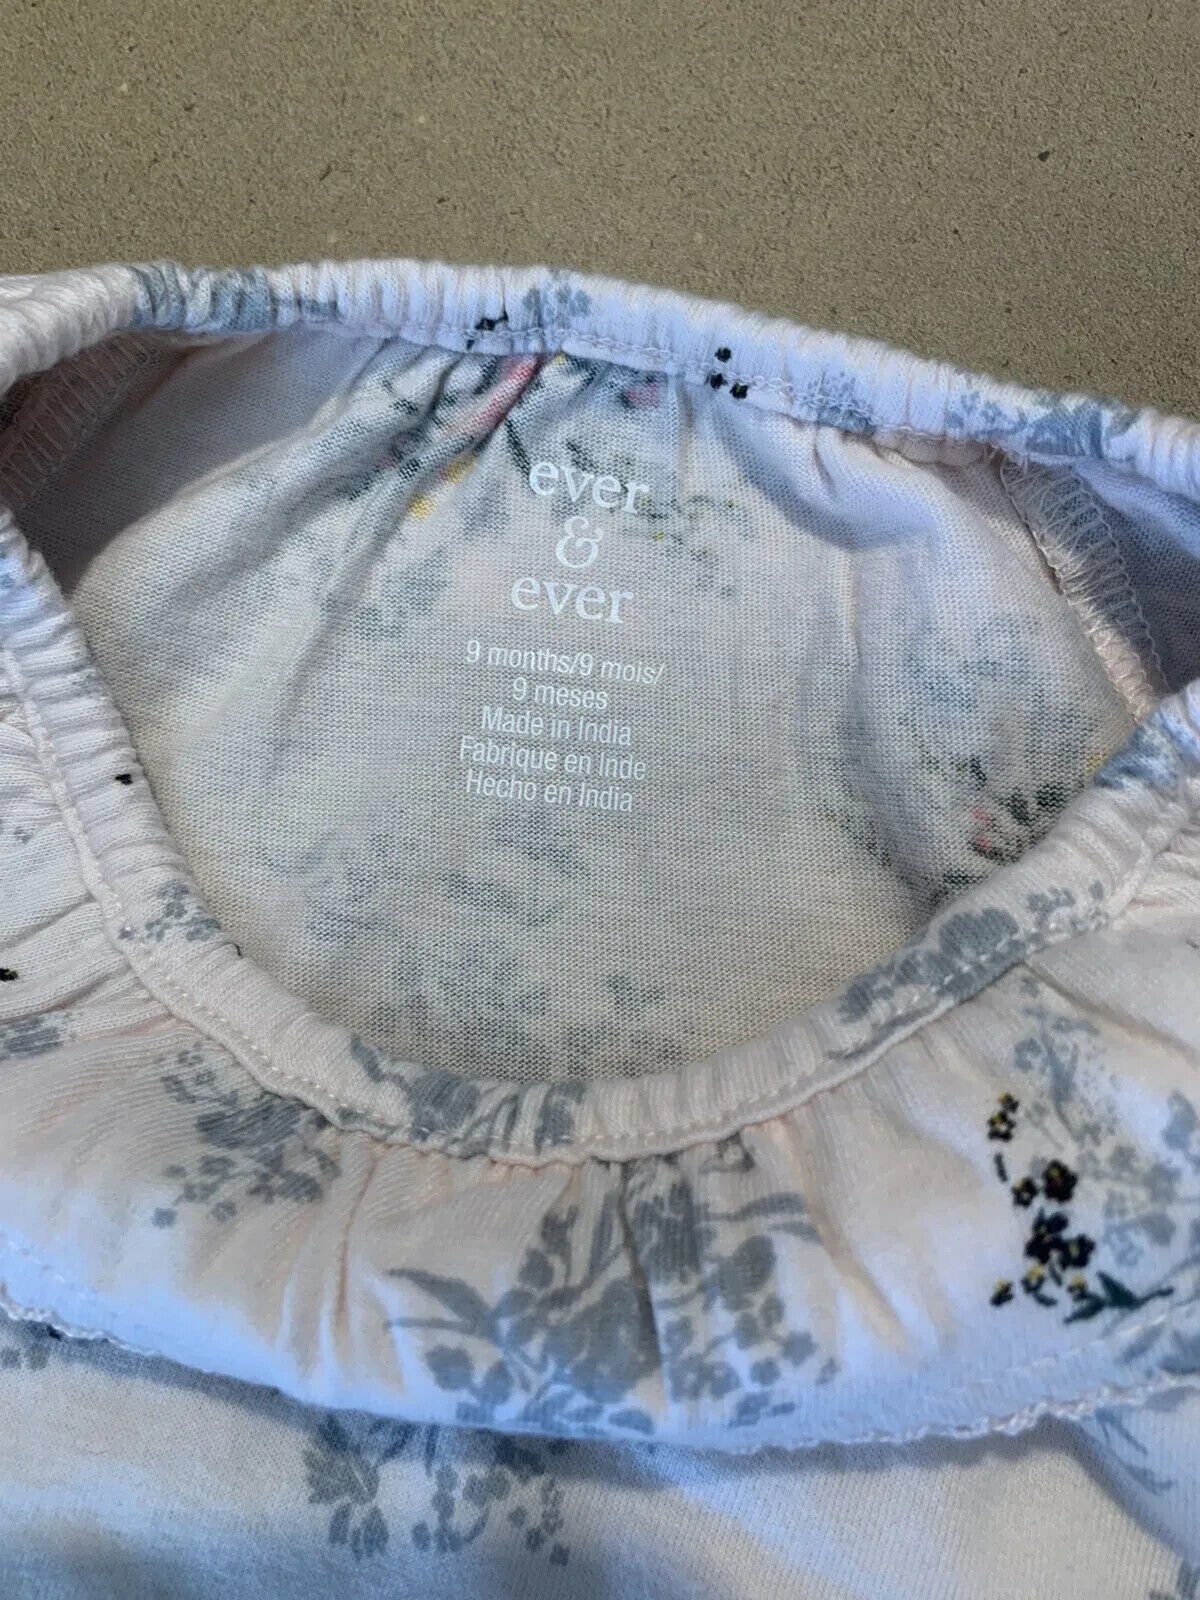 ever
&
ever
9 months/9 mois/
9 meses
Made in India
Fabrique en Inde
Hecho en India